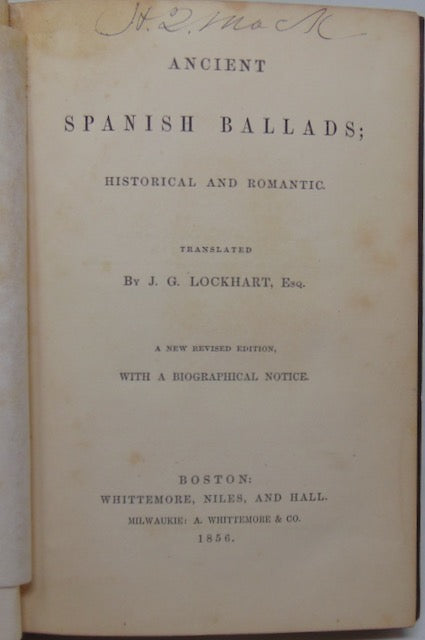 H. Q. Mack
ANCIENT
SPANISH BALLADS;
HISTORICAL AND ROMANTIC.
TRANSLATED
BY J. G. LOCKHART, ESQ.
A NEW REVISED EDITION,
WITH A BIOGRAPHICAL NOTICE.
BOSTON:
WHITTEMORE, NILES, AND HALL.
MILWAUKIE: A. WHITTEMORE & CO.
1856.